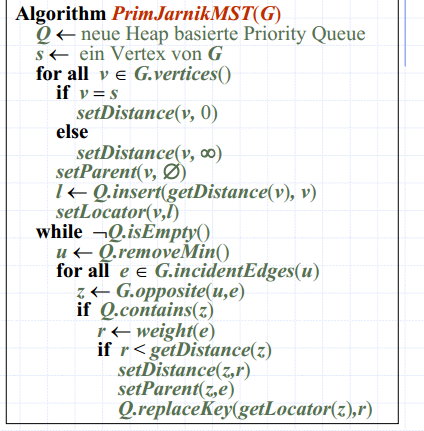 Algorithm PrimJarnikMST(G)
Q ← neue Heap basierte Priority Queue
s ← ein Vertex von G
for all v ∈ G.vertices()
if v = s
setDistance(v, 0)
else
setDistance(v, ∞)
setParent(v, ∅)
l ← Q.insert(getDistance(v), v)
setLocator(v,l)
while ¬Q.isEmpty()
u ← Q.removeMin()
for all e ∈ G.incidentEdges(u)
z ← G.opposite(u,e)
if Q.contains(z)
r ← weight(e)
if r < getDistance(z)
setDistance(z,r)
setParent(z,e)
Q.replaceKey(getLocator(z),r)